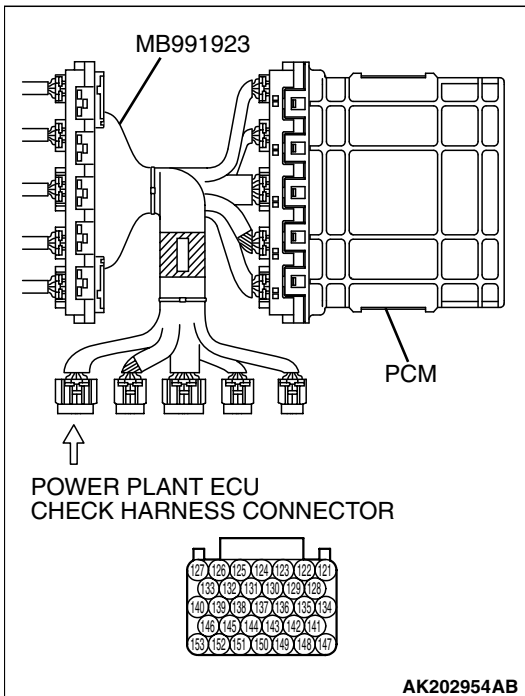 MB991923
PCM
POWER PLANT ECU
CHECK HARNESS CONNECTOR
127 126 125 124 123 122 121
133 132 131 130 129 128
140 139 138 137 136 135 134
146 145 144 143 142 141
153 152 151 150 149 148 147
AK202954AB